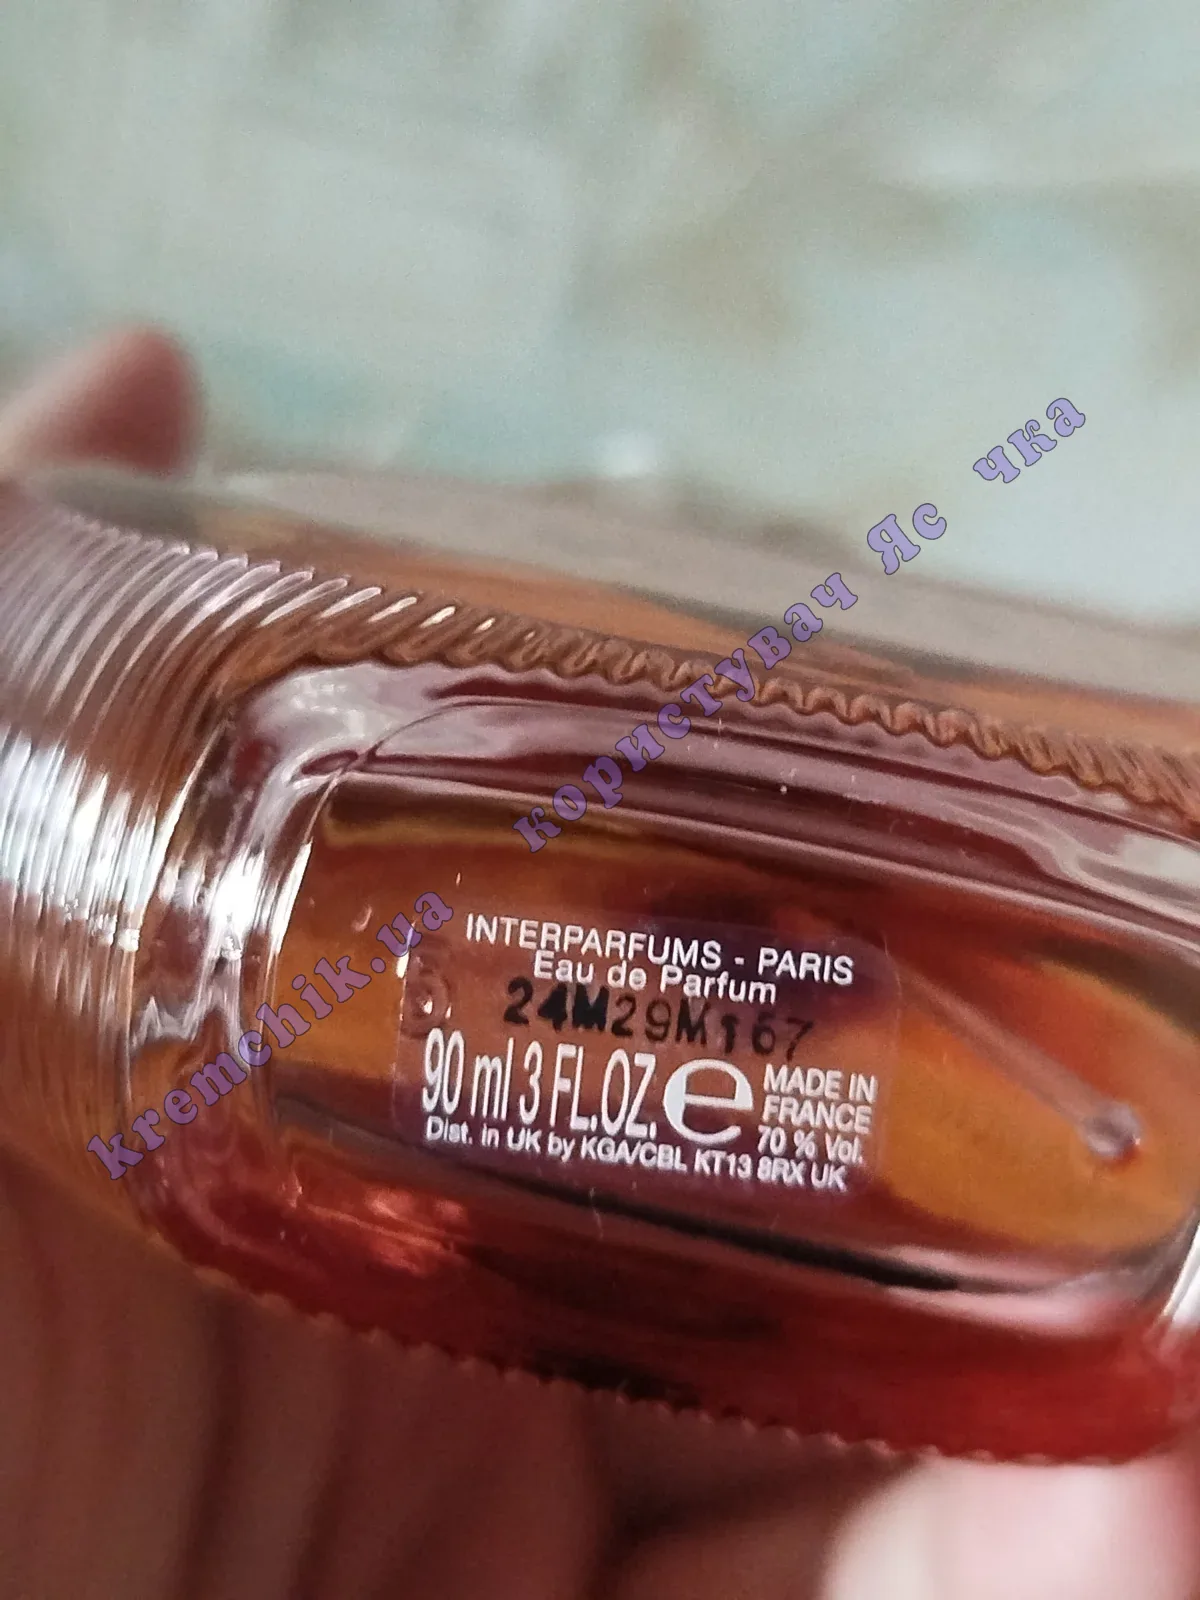 INTERPARFUMS - PARIS
Eau de Parfum
24M29M167
90 ml 3 FL.OZ. e MADE IN
FRANCE
70 % Vol.
Dist. in UK by KGA/CBL KT13 8RX UK
kremchik.ua користувач Яс чка